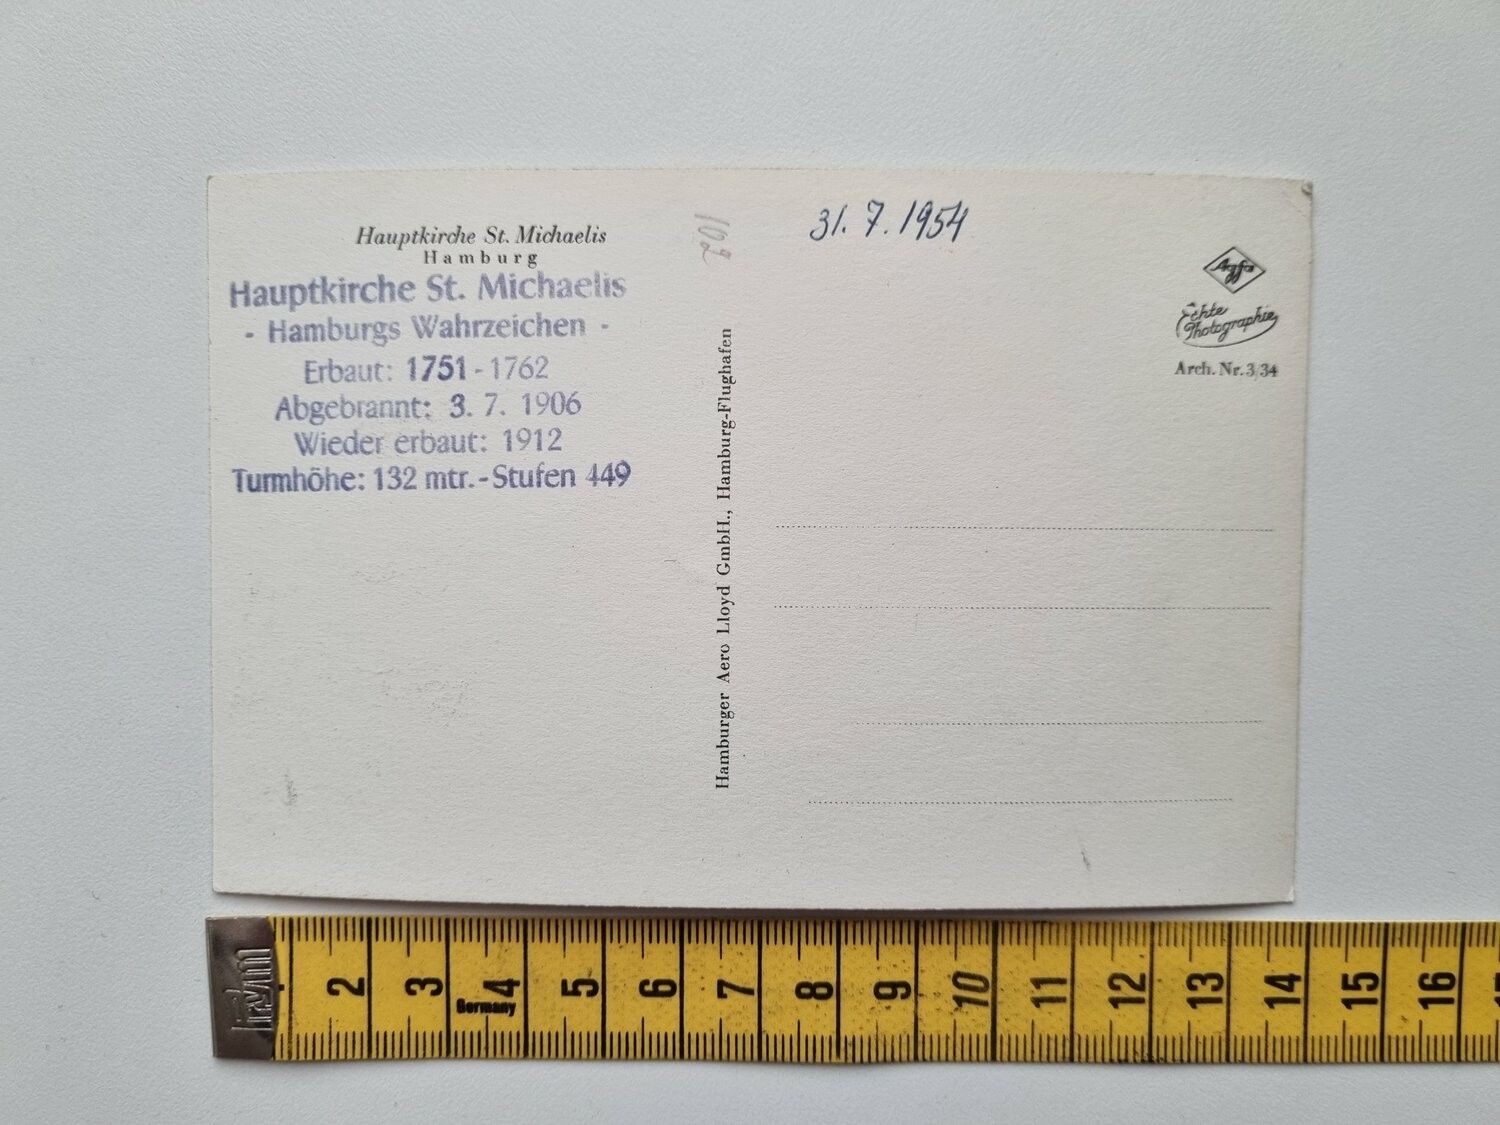 Hauptkirche St. Michaelis
Hamburg
Hauptkirche St. Michaelis
- Hamburgs Wahrzeichen -
Erbaut: 1751-1762
Abgebrannt: 3. 7. 1906
Wieder erbaut: 1912
Turmhöhe: 132 mtr.-Stufen 449
102
Hamburger Aero Lloyd GmbH., Hamburg-Flughafen
31. 7. 1954
Agfa
Echte
Photographie
Arch. Nr. 3/34
Prym
2 3 4 5 6 7 8 9 10 11 12 13 14 15 16
Germany